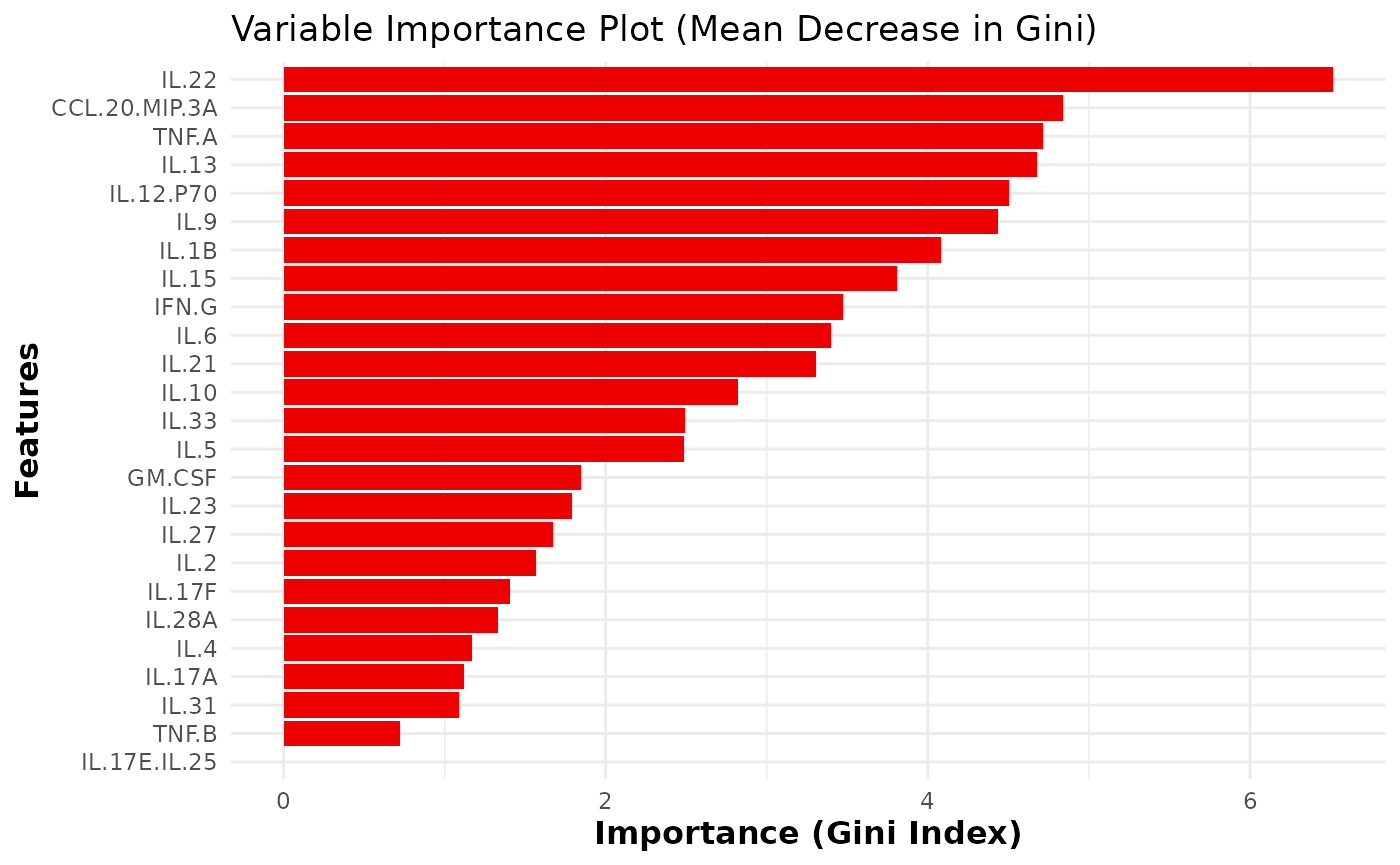 Variable Importance Plot (Mean Decrease in Gini)
Features
IL.22
CCL.20.MIP.3A
TNF.A
IL.13
IL.12.P70
IL.9
IL.1B
IL.15
IFN.G
IL.6
IL.21
IL.10
IL.33
IL.5
GM.CSF
IL.23
IL.27
IL.2
IL.17F
IL.28A
IL.4
IL.17A
IL.31
TNF.B
IL.17E.IL.25
0 2 4 6
Importance (Gini Index)